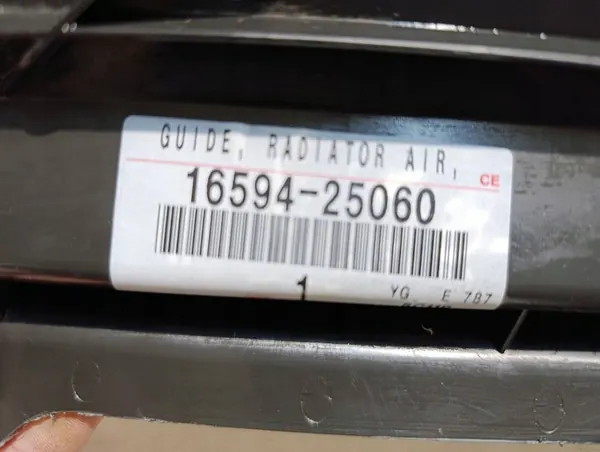 GUIDE, RADIATOR AIR,
CE
16594-25060
1
YG E 787